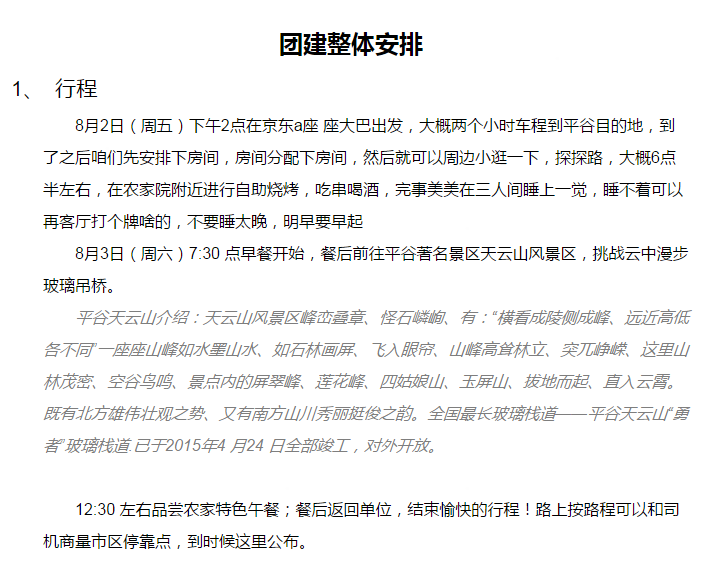 团建整体安排
1、 行程
8月2日（周五）下午2点在京东a座 座大巴出发，大概两个小时车程到平谷目的地，到
了之后咱们先安排下房间，房间分配下房间，然后就可以周边小逛一下，探探路，大概6点
半左右，在农家院附近进行自助烧烤，吃串喝酒，完事美美在三人间睡上一觉，睡不着可以
再客厅打个牌啥的，不要睡太晚，明早要早起
8月3日（周六）7:30 点早餐开始，餐后前往平谷著名景区天云山风景区，挑战云中漫步
玻璃吊桥。
平谷天云山介绍：天云山风景区峰峦叠章、怪石嶙峋、有：“横看成陵侧成峰、远近高低
各不同”一座座山峰如水墨山水、如石林画屏、飞入眼帘、山峰高耸林立、突兀峥嵘、这里山
林茂密、空谷鸟鸣、景点内的屏翠峰、莲花峰、四姑娘山、玉屏山、拔地而起、直入云霄。
既有北方雄伟壮观之势、又有南方山川秀丽挺俊之韵。全国最长玻璃栈道——平谷天云山“勇
者”玻璃栈道.已于2015年4 月24 日全部竣工，对外开放。
12:30 左右品尝农家特色午餐；餐后返回单位，结束愉快的行程！路上按路程可以和司
机商量市区停靠点，到时候这里公布。